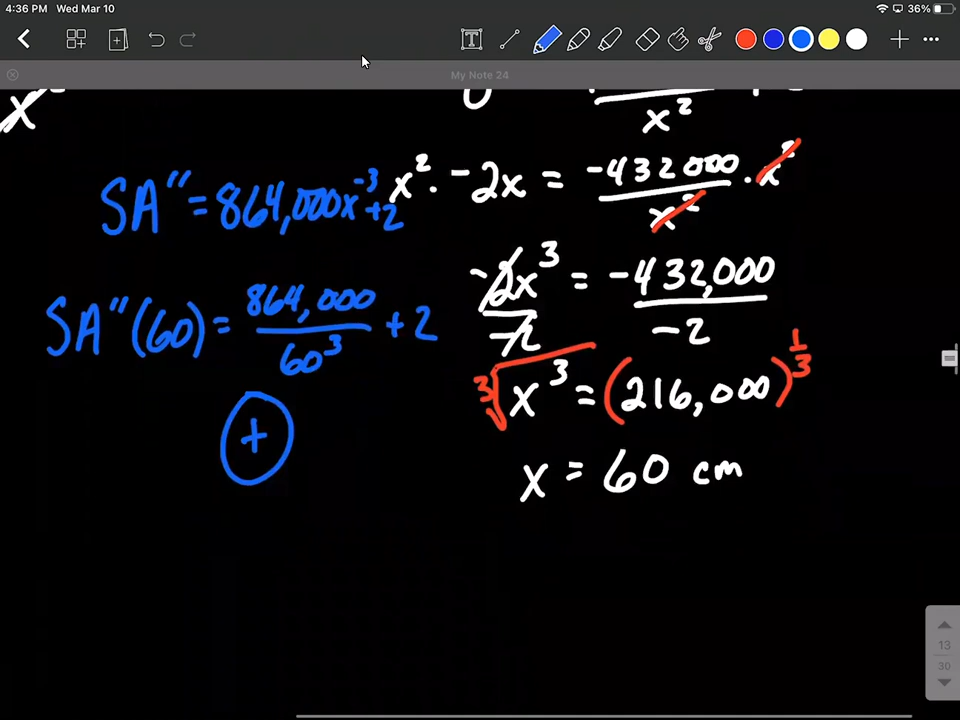 4:36 PM Wed Mar 10
36%
My Note 24
x
x²
SA″ = 864,000x⁻³ + 2
x² · -2x = -432000/x² · x²
SA″(60) = 864,000/60³ + 2
-2x³/-2 = -432,000/-2
+
∛x³ = (216,000)^1/3
x = 60 cm
13
30